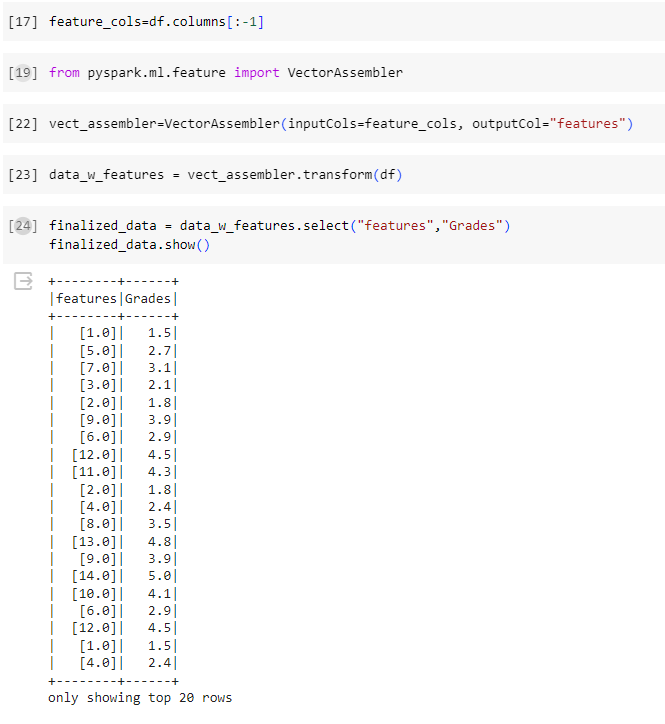 [17] feature_cols=df.columns[:-1]
[19] from pyspark.ml.feature import VectorAssembler
[22] vect_assembler=VectorAssembler(inputCols=feature_cols, outputCol="features")
[23] data_w_features = vect_assembler.transform(df)
[24] finalized_data = data_w_features.select("features","Grades")
finalized_data.show()
+--------+------+
|features|Grades|
+--------+------+
|   [1.0]|   1.5|
|   [5.0]|   2.7|
|   [7.0]|   3.1|
|   [3.0]|   2.1|
|   [2.0]|   1.8|
|   [9.0]|   3.9|
|   [6.0]|   2.9|
|  [12.0]|   4.5|
|  [11.0]|   4.3|
|   [2.0]|   1.8|
|   [4.0]|   2.4|
|   [8.0]|   3.5|
|  [13.0]|   4.8|
|   [9.0]|   3.9|
|  [14.0]|   5.0|
|  [10.0]|   4.1|
|   [6.0]|   2.9|
|  [12.0]|   4.5|
|   [1.0]|   1.5|
|   [4.0]|   2.4|
+--------+------+
only showing top 20 rows